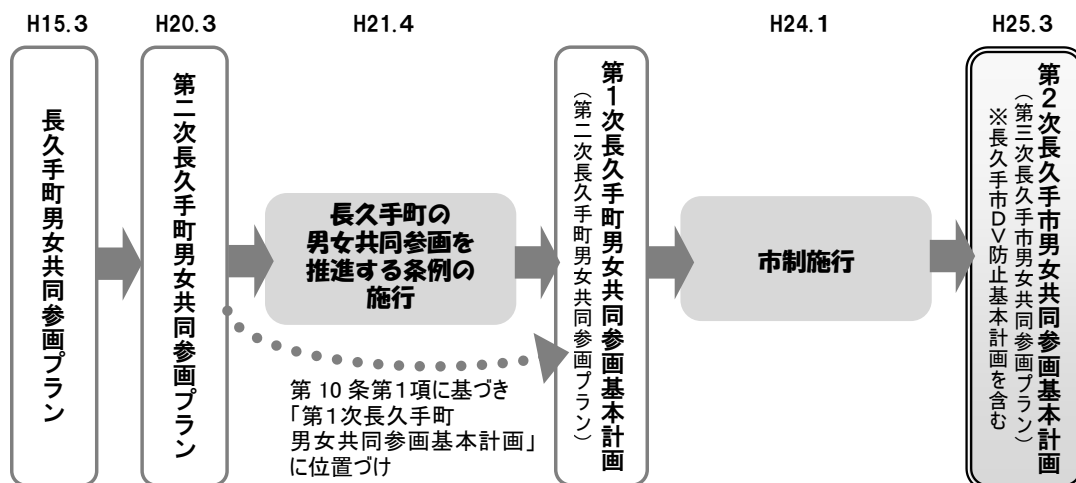 H15.3
H20.3
H21.4
H24.1
H25.3
長久手町男女共同参画プラン
第二次長久手町男女共同参画プラン
長久手町の
男女共同参画を
推進する条例の
施行
第 10 条第1項に基づき
「第1次長久手町
男女共同参画基本計画」
に位置づけ
第1次長久手町男女共同参画基本計画
（第二次長久手町男女共同参画プラン）
市制施行
第2次長久手市男女共同参画基本計画
（第三次長久手市男女共同参画プラン）
※長久手市DV防止基本計画を含む